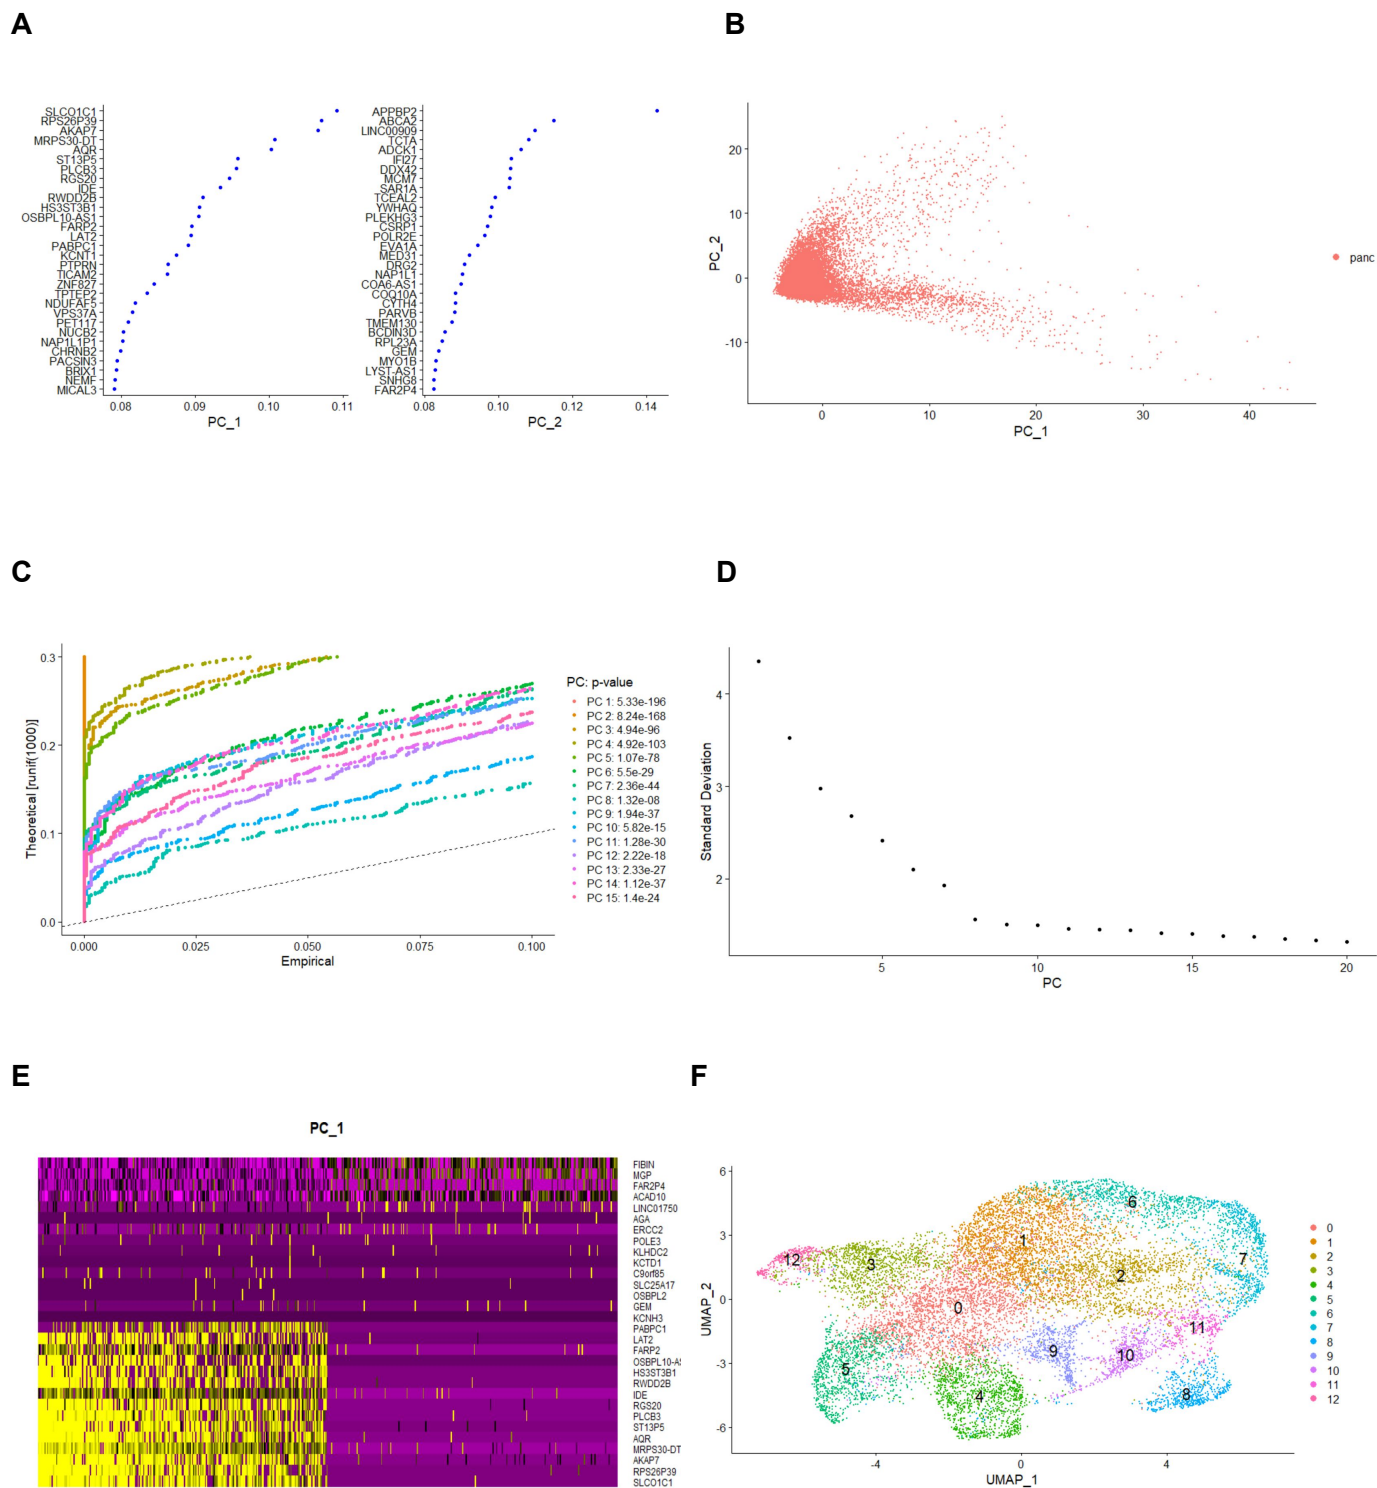 A
B
SLCO1C1
RPS26P39
AKAP7
MRPS30-DT
AQR
ST13P5
PLCB3
RGS20
IDE
RWDD2B
HS3ST3B1
OSBPL10-AS1
FARP2
LAT2
PABPC1
KCNT1
PTPRN
TICAM2
ZNF827
TPTEP2
NDUFAF5
VPS37A
PET117
NUCB2
NAP1L1P1
CHRNB2
PACSIN3
BRIX1
NEMF
MICAL3
0.08 0.09 0.10 0.11
PC_1
APPBP2
ABCA2
LINC00909
TCTA
ADCK1
IFI27
DDX42
MCM7
SAR1A
TCEAL2
YWHAQ
PLEKHG3
CSRP1
POLR2E
EVA1A
MED31
DRG2
NAP1L1
COA6-AS1
COQ10A
CYTH4
PARVB
TMEM130
BCDIN3D
RPL23A
GEM
MYO1B
LYST-AS1
SNHG8
FAR2P4
0.08 0.10 0.12 0.14
PC_2
PC_2
20
10
0
-10
0 10 20 30 40
PC_1
panc
C
D
Theoretical [runif(1000)]
0.3
0.2
0.1
0.0
0.000 0.025 0.050 0.075 0.100
Empirical
PC: p-value
PC 1: 5.33e-196
PC 2: 8.24e-168
PC 3: 4.94e-96
PC 4: 4.92e-103
PC 5: 1.07e-78
PC 6: 5.5e-29
PC 7: 2.36e-44
PC 8: 1.32e-08
PC 9: 1.94e-37
PC 10: 5.82e-15
PC 11: 1.28e-30
PC 12: 2.22e-18
PC 13: 2.33e-27
PC 14: 1.12e-37
PC 15: 1.4e-24
Standard Deviation
4
3
2
5 10 15 20
PC
E
F
PC_1
FIBIN
MGP
FAR2P4
ACAD10
LINC01750
AGA
ERCC2
POLE3
KLHDC2
KCTD1
C9orf85
SLC25A17
OSBPL2
GEM
KCNH3
PABPC1
LAT2
FARP2
OSBPL10-A
HS3ST3B1
RWDD2B
IDE
RGS20
PLCB3
ST13P5
AQR
MRPS30-DT
AKAP7
RPS26P39
SLCO1C1
UMAP_2
6
3
0
-3
-6
-4 0 4
UMAP_1
6
1
12
3
7
2
0
11
9
10
5
4
8
0
1
2
3
4
5
6
7
8
9
10
11
12